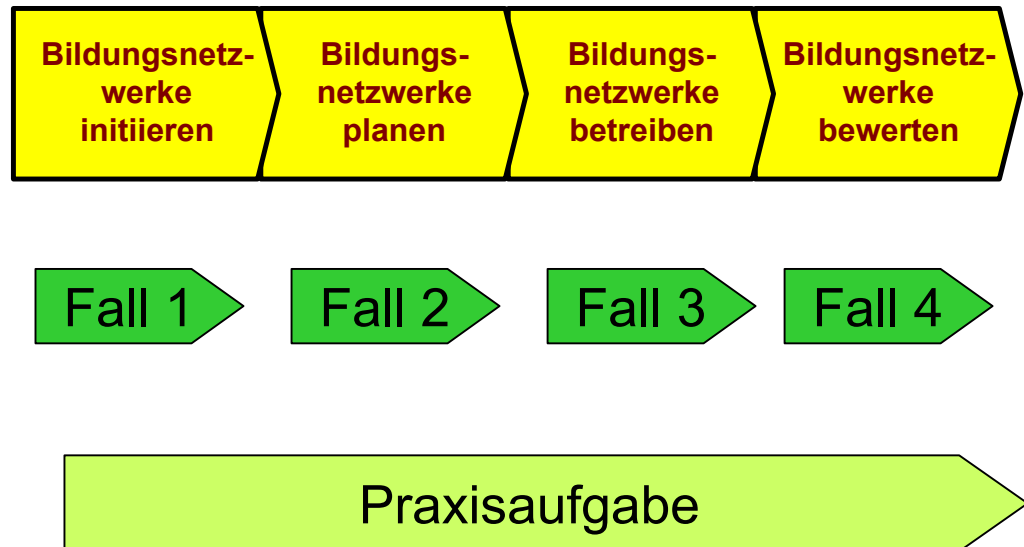 Bildungsnetz-
werke
initiieren
Bildungs-
netzwerke
planen
Bildungs-
netzwerke
betreiben
Bildungsnetz-
werke
bewerten
Fall 1
Fall 2
Fall 3
Fall 4
Praxisaufgabe